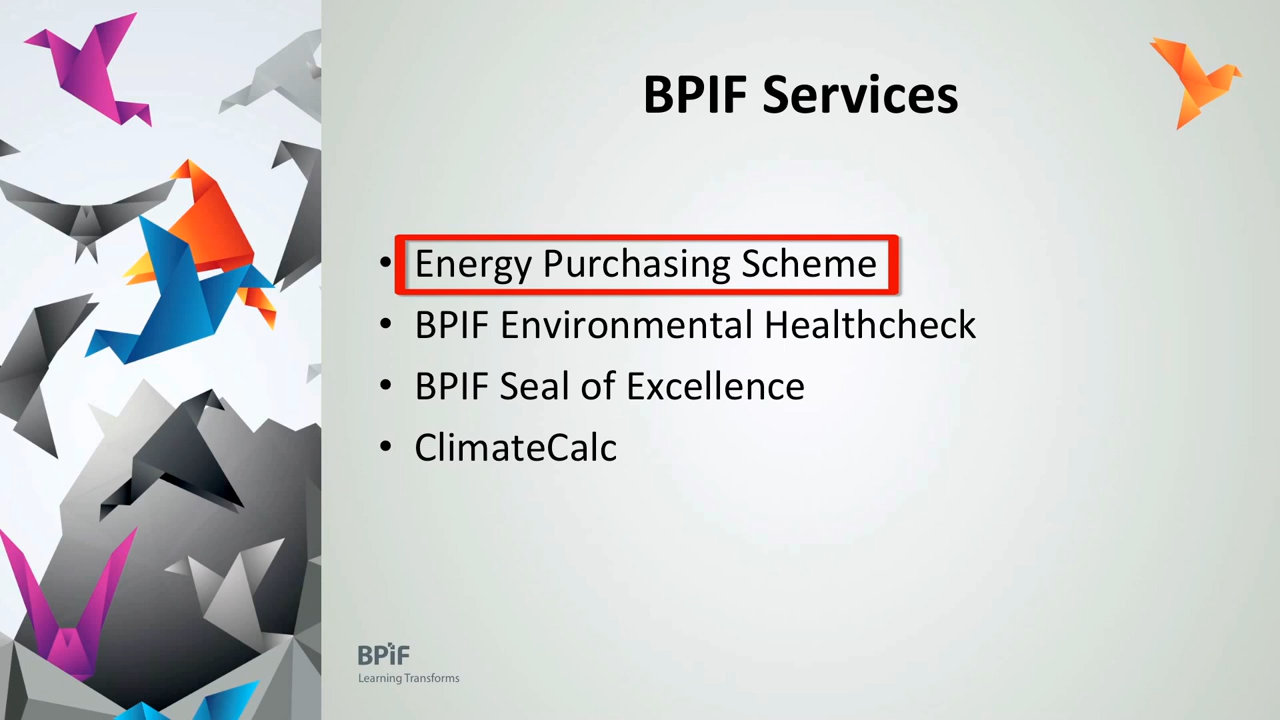 BPIF Services
• Energy Purchasing Scheme
• BPIF Environmental Healthcheck
• BPIF Seal of Excellence
• ClimateCalc
BPiF
Learning Transforms